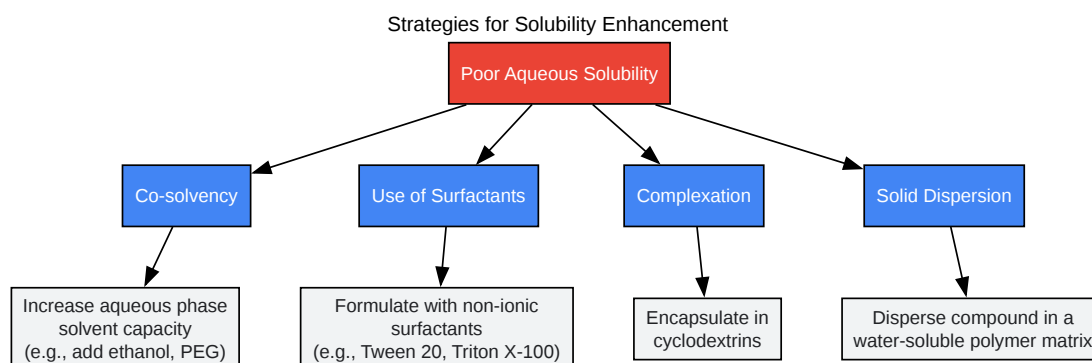 Strategies for Solubility Enhancement
Poor Aqueous Solubility
Co-solvency
Use of Surfactants
Complexation
Solid Dispersion
Increase aqueous phase
solvent capacity
(e.g., add ethanol, PEG)
Formulate with non-ionic
surfactants
(e.g., Tween 20, Triton X-100)
Encapsulate in
cyclodextrins
Disperse compound in a
water-soluble polymer matrix